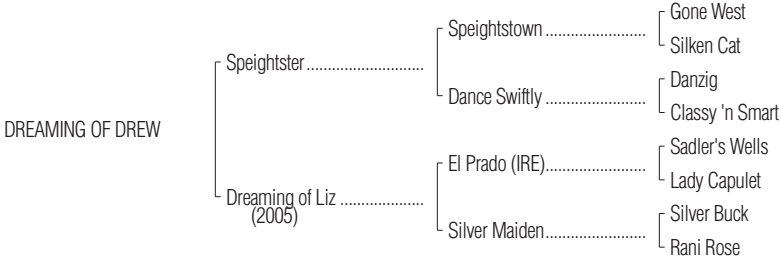 Gone West
Speightstown ........................
Silken Cat
Speightster ............................
Danzig
Dance Swiftly ........................
Classy 'n Smart
DREAMING OF DREW
Sadler's Wells
El Prado (IRE)........................
Lady Capulet
Dreaming of Liz ....................
(2005)
Silver Buck
Silver Maiden........................
Rani Rose